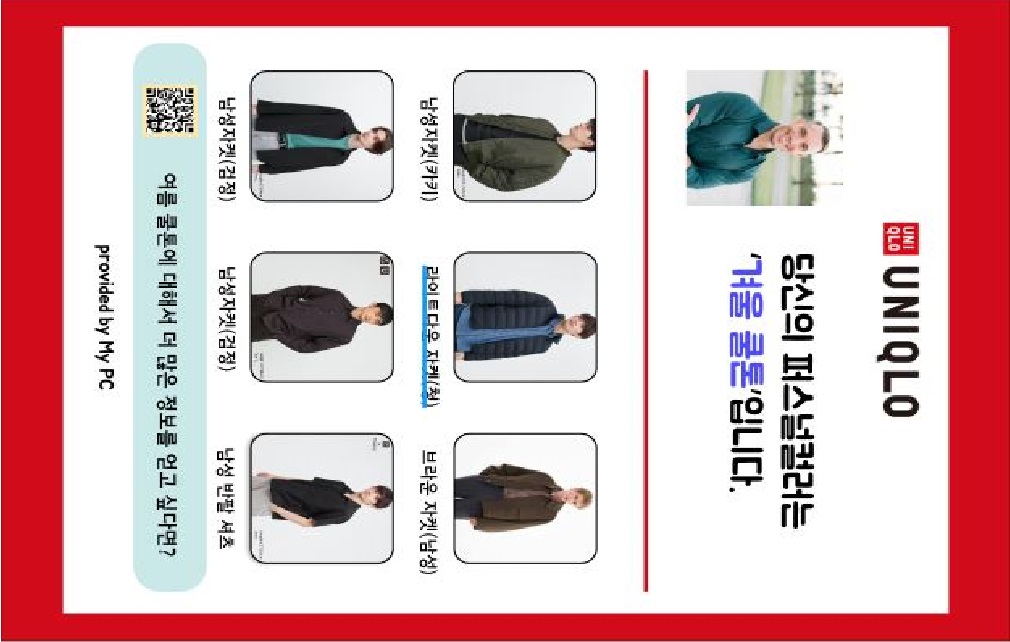 UNI
QLO
UNIQLO
당신의 퍼스널컬러는
'겨울 쿨톤'입니다.
남성자켓(카키)
라이트다운 자켓(청)
브라운 자켓(남성)
남성자켓(검정)
남성자켓(검정)
남성 반팔 셔츠
여름 쿨톤에 대해서 더 많은 정보를 얻고 싶다면?
provided by My PC